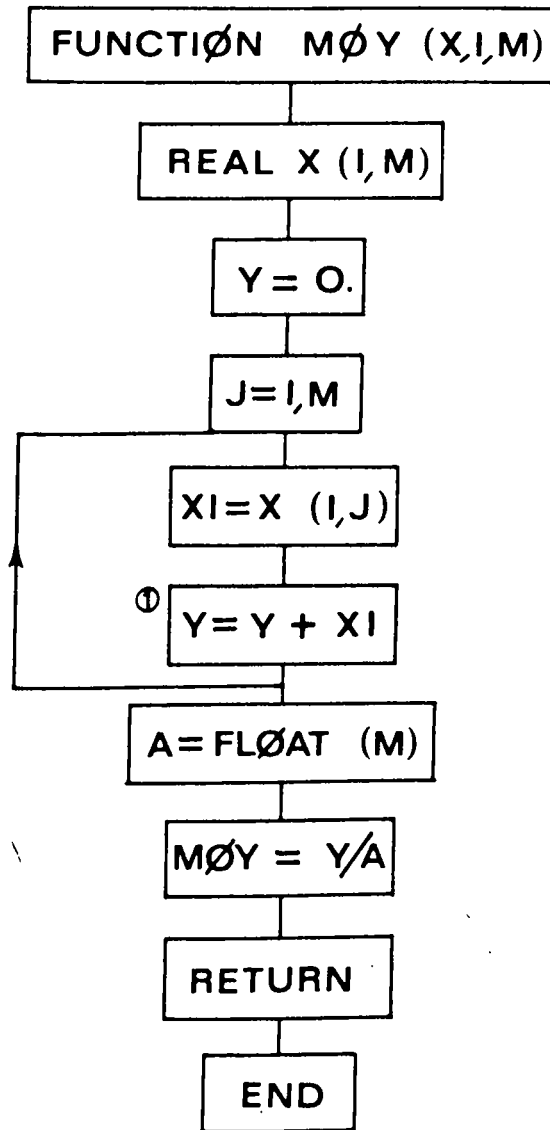 FUNCTIØN MØY (X,I,M)
REAL X (I,M)
Y = O.
J=I,M
XI=X (I,J)
① Y=Y + XI
A=FLØAT (M)
MØY = Y/A
RETURN
END